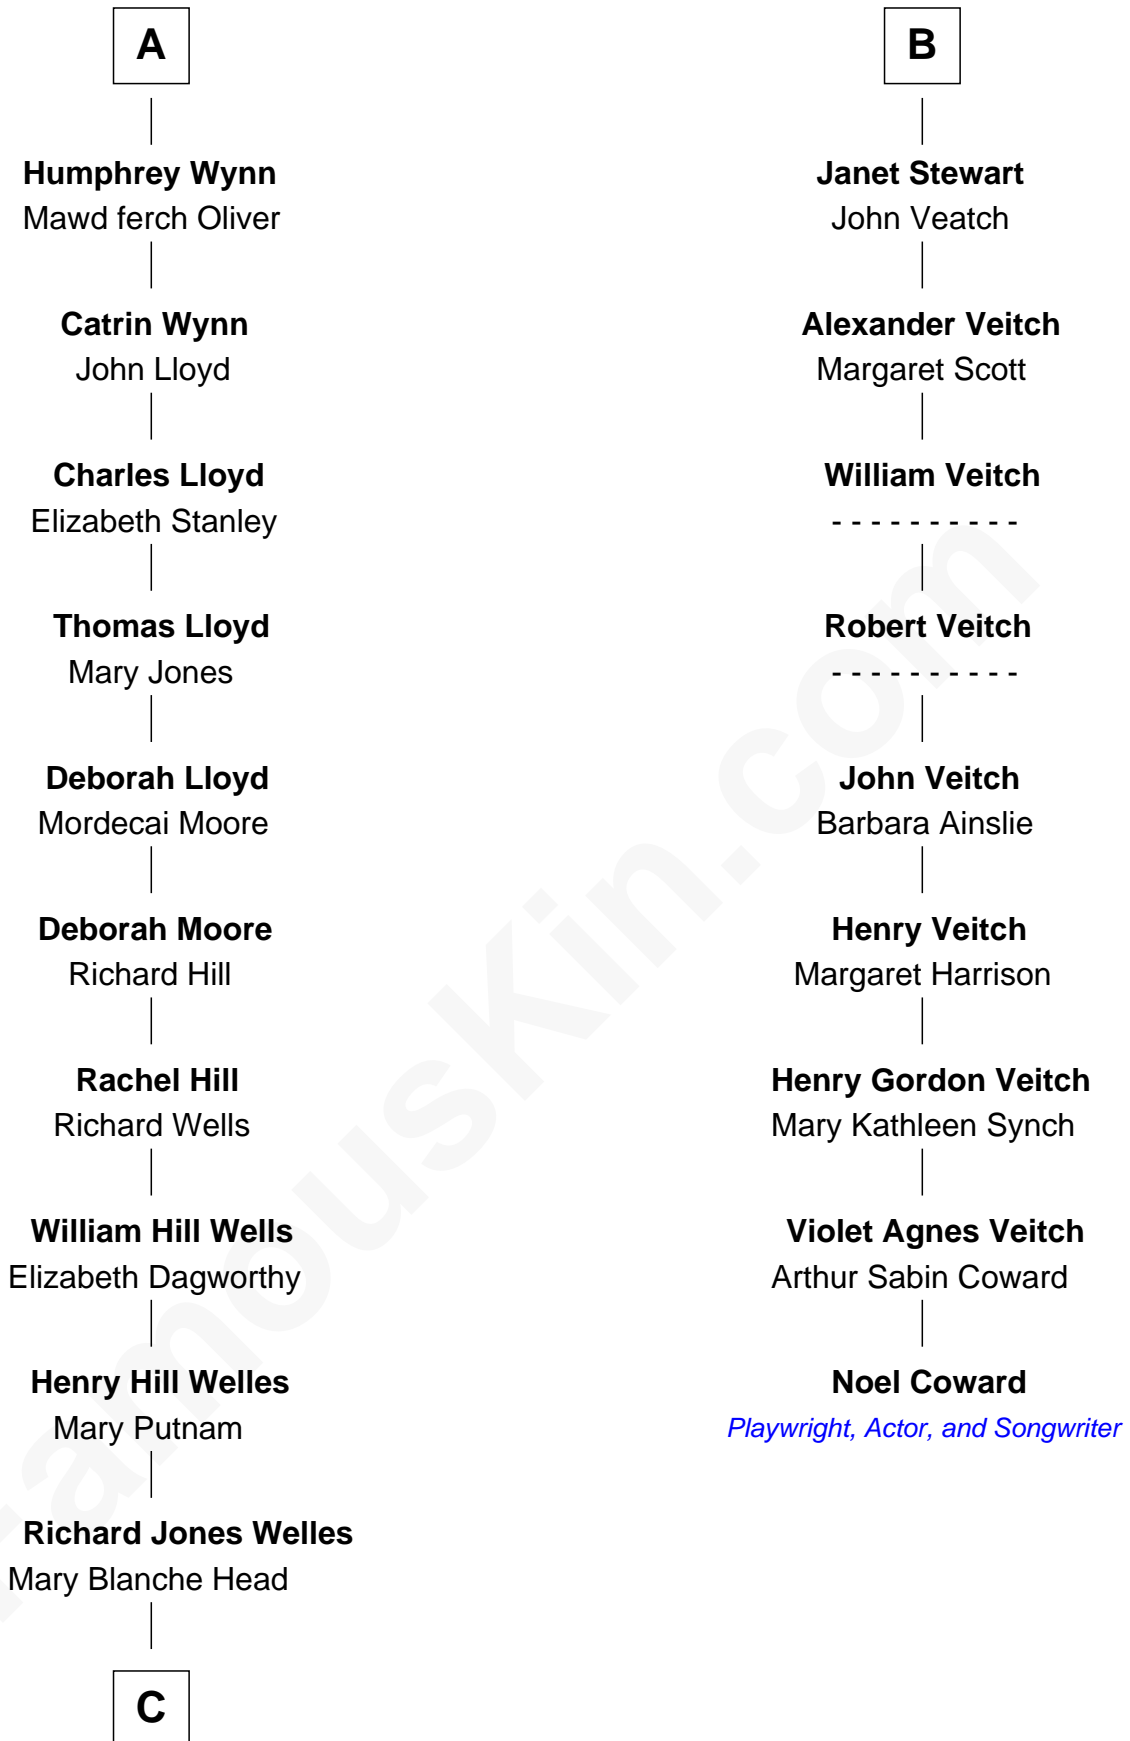 A
Humphrey Wynn
Mawd ferch Oliver
Catrin Wynn
John Lloyd
Charles Lloyd
Elizabeth Stanley
Thomas Lloyd
Mary Jones
Deborah Lloyd
Mordecai Moore
Deborah Moore
Richard Hill
Rachel Hill
Richard Wells
William Hill Wells
Elizabeth Dagworthy
Henry Hill Welles
Mary Putnam
Richard Jones Welles
Mary Blanche Head
C
B
Janet Stewart
John Veatch
Alexander Veitch
Margaret Scott
William Veitch
- - - - - - - - - -
Robert Veitch
- - - - - - - - - -
John Veitch
Barbara Ainslie
Henry Veitch
Margaret Harrison
Henry Gordon Veitch
Mary Kathleen Synch
Violet Agnes Veitch
Arthur Sabin Coward
Noel Coward
Playwright, Actor, and Songwriter
FamousKin.com